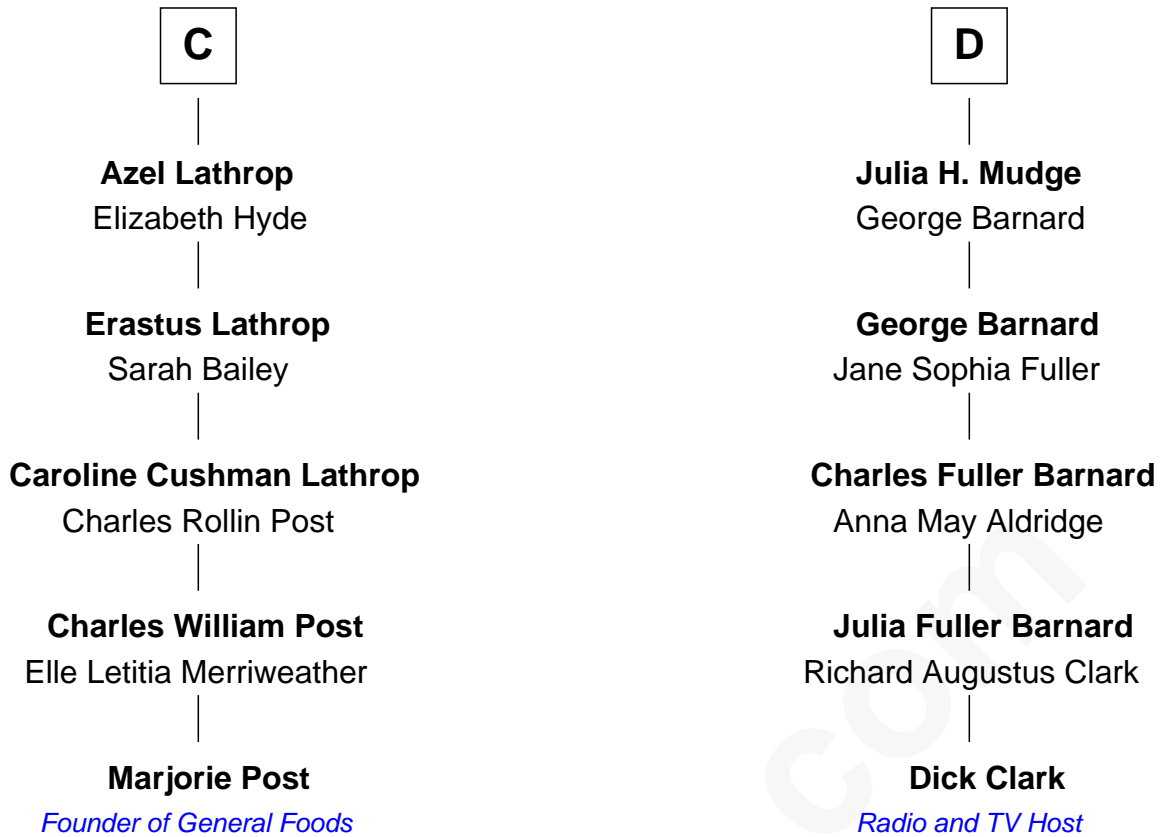 C
Azel Lathrop
Elizabeth Hyde
Erastus Lathrop
Sarah Bailey
Caroline Cushman Lathrop
Charles Rollin Post
Charles William Post
Elle Letitia Merriweather
Marjorie Post
Founder of General Foods
D
Julia H. Mudge
George Barnard
George Barnard
Jane Sophia Fuller
Charles Fuller Barnard
Anna May Aldridge
Julia Fuller Barnard
Richard Augustus Clark
Dick Clark
Radio and TV Host
com